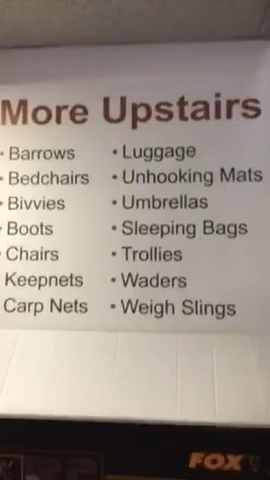 More Upstairs
• Barrows
• Bedchairs
• Bivvies
• Boots
• Chairs
Keepnets
Carp Nets
• Luggage
• Unhooking Mats
• Umbrellas
• Sleeping Bags
• Trollies
• Waders
• Weigh Slings
FOX